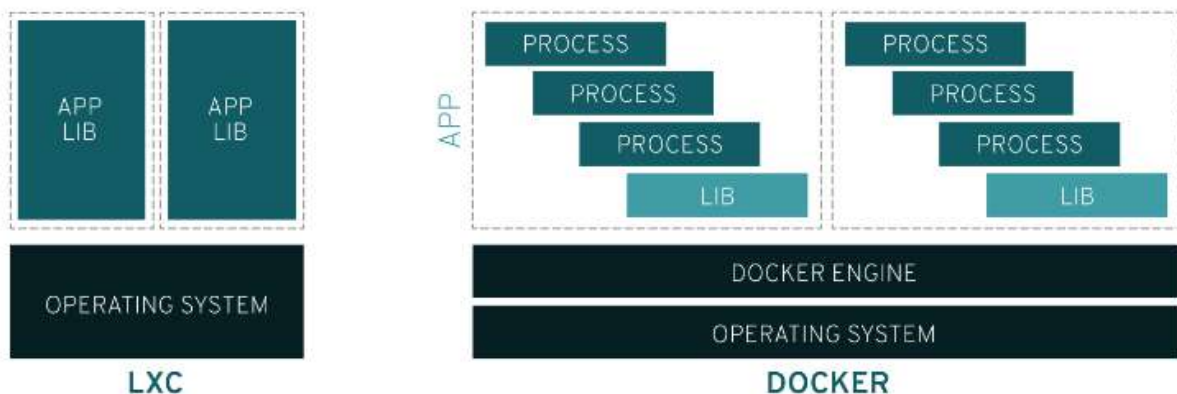 APP
LIB
APP
LIB
OPERATING SYSTEM
LXC
APP
PROCESS
PROCESS
PROCESS
LIB
PROCESS
PROCESS
PROCESS
LIB
DOCKER ENGINE
OPERATING SYSTEM
DOCKER